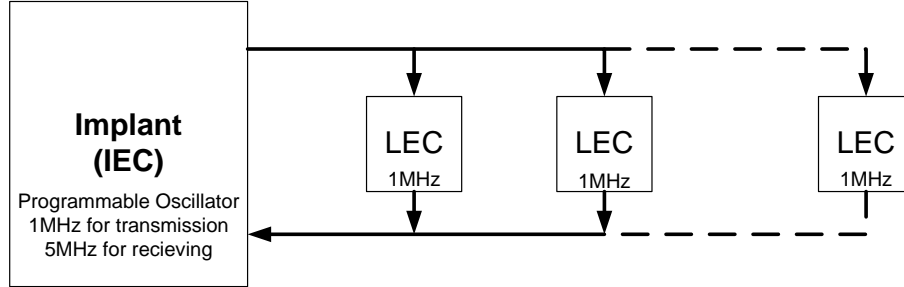 Implant
(IEC)
Programmable Oscillator
1MHz for transmission
5MHz for recieving
LEC
1MHz
LEC
1MHz
LEC
1MHz